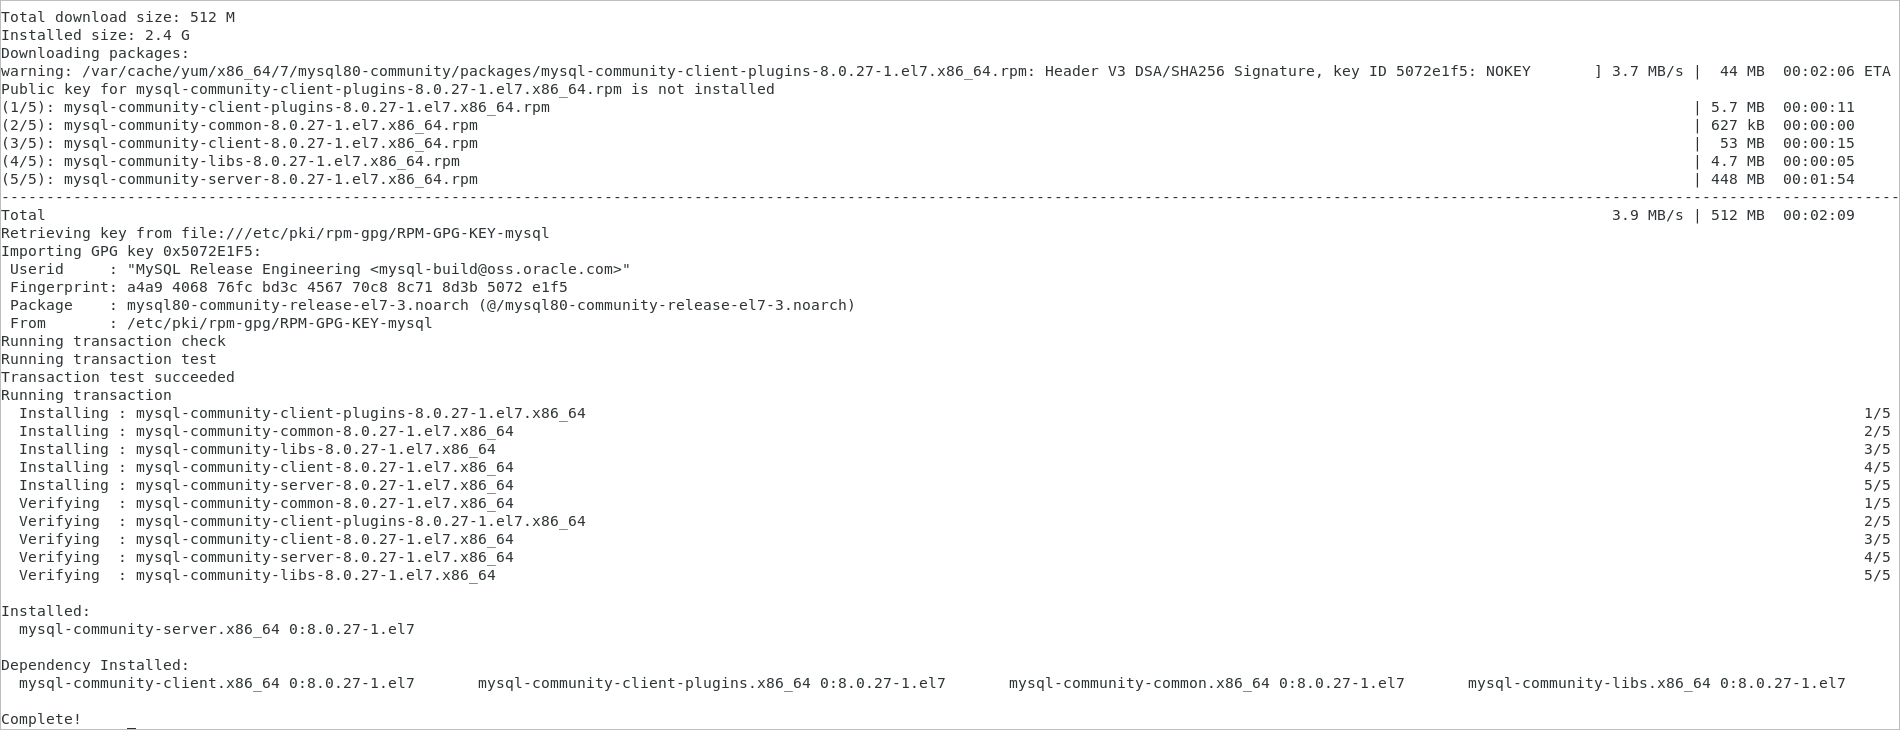 Total download size: 512 M
Installed size: 2.4 G
Downloading packages:
warning: /var/cache/yum/x86_64/7/mysql80-community/packages/mysql-community-client-plugins-8.0.27-1.el7.x86_64.rpm: Header V3 DSA/SHA256 Signature, key ID 5072e1f5: NOKEY       ] 3.7 MB/s |  44 MB  00:02:06 ETA
Public key for mysql-community-client-plugins-8.0.27-1.el7.x86_64.rpm is not installed
(1/5): mysql-community-client-plugins-8.0.27-1.el7.x86_64.rpm | 5.7 MB  00:00:11
(2/5): mysql-community-common-8.0.27-1.el7.x86_64.rpm | 627 kB  00:00:00
(3/5): mysql-community-client-8.0.27-1.el7.x86_64.rpm |  53 MB  00:00:15
(4/5): mysql-community-libs-8.0.27-1.el7.x86_64.rpm | 4.7 MB  00:00:05
(5/5): mysql-community-server-8.0.27-1.el7.x86_64.rpm | 448 MB  00:01:54
--------------------------------------------------------------------------------
Total 3.9 MB/s | 512 MB  00:02:09
Retrieving key from file:///etc/pki/rpm-gpg/RPM-GPG-KEY-mysql
Importing GPG key 0x5072E1F5:
 Userid     : "MySQL Release Engineering <mysql-build@oss.oracle.com>"
 Fingerprint: a4a9 4068 76fc bd3c 4567 70c8 8c71 8d3b 5072 e1f5
 Package    : mysql80-community-release-el7-3.noarch (@/mysql80-community-release-el7-3.noarch)
 From       : /etc/pki/rpm-gpg/RPM-GPG-KEY-mysql
Running transaction check
Running transaction test
Transaction test succeeded
Running transaction
  Installing : mysql-community-client-plugins-8.0.27-1.el7.x86_64 1/5
  Installing : mysql-community-common-8.0.27-1.el7.x86_64 2/5
  Installing : mysql-community-libs-8.0.27-1.el7.x86_64 3/5
  Installing : mysql-community-client-8.0.27-1.el7.x86_64 4/5
  Installing : mysql-community-server-8.0.27-1.el7.x86_64 5/5
  Verifying  : mysql-community-common-8.0.27-1.el7.x86_64 1/5
  Verifying  : mysql-community-client-plugins-8.0.27-1.el7.x86_64 2/5
  Verifying  : mysql-community-client-8.0.27-1.el7.x86_64 3/5
  Verifying  : mysql-community-server-8.0.27-1.el7.x86_64 4/5
  Verifying  : mysql-community-libs-8.0.27-1.el7.x86_64 5/5

Installed:
  mysql-community-server.x86_64 0:8.0.27-1.el7

Dependency Installed:
  mysql-community-client.x86_64 0:8.0.27-1.el7       mysql-community-client-plugins.x86_64 0:8.0.27-1.el7       mysql-community-common.x86_64 0:8.0.27-1.el7       mysql-community-libs.x86_64 0:8.0.27-1.el7

Complete!